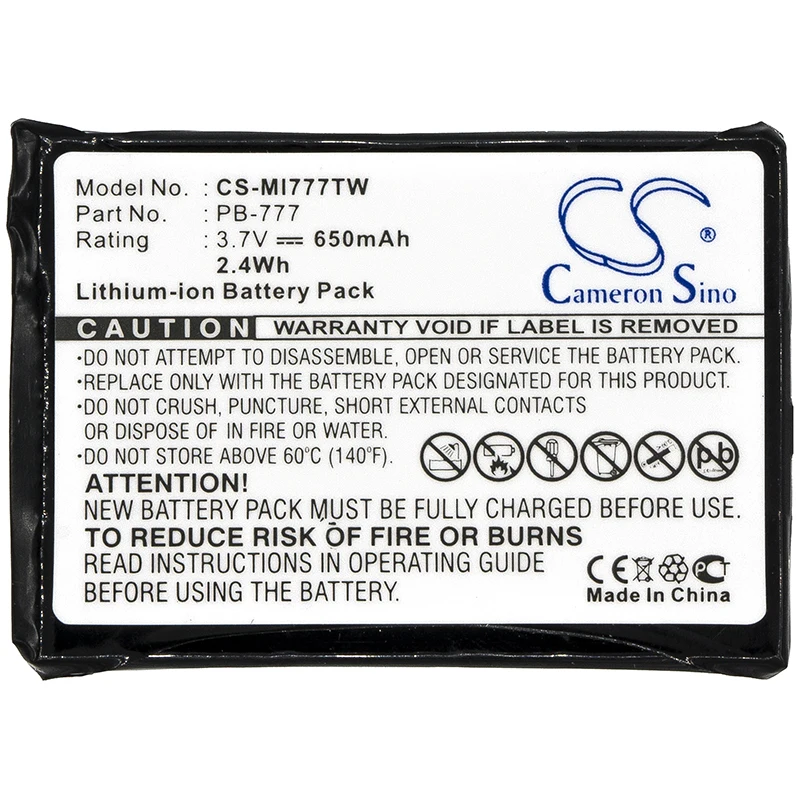 Model No. : CS-MI777TW
Part No. : PB-777
Rating : 3.7V 650mAh
2.4Wh
Lithium-ion Battery Pack
CS ®
Cameron Sino
CAUTION WARRANTY VOID IF LABEL IS REMOVED
•DO NOT ATTEMPT TO DISASSEMBLE, OPEN OR SERVICE THE BATTERY PACK.
•REPLACE ONLY WITH THE BATTERY PACK DESIGNATED FOR THIS PRODUCT.
•DO NOT CRUSH, PUNCTURE, SHORT EXTERNAL CONTACTS
OR DISPOSE OF IN FIRE OR WATER.
•DO NOT STORE ABOVE 60°C (140°F).
pb
ATTENTION!
NEW BATTERY PACK MUST BE FULLY CHARGED BEFORE USE
TO REDUCE RISK OF FIRE OR BURNS
READ INSTRUCTIONS IN OPERATING GUIDE
BEFORE USING THE BATTERY.
CE PCT
Made In China